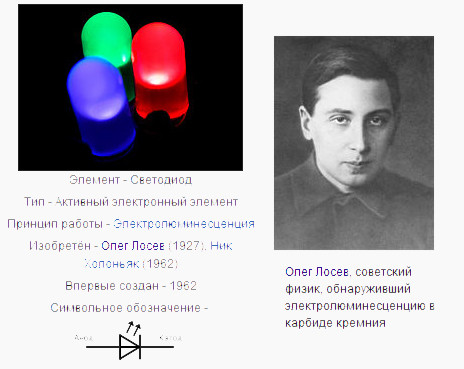 Элемент - Светодиод
Тип - Активный электронный элемент
Принцип работы - Электролюминесценция
Изобретён - Олег Лосев (1927), Ник
Холоньяк (1962)
Впервые создан - 1962
Символьное обозначение -
Анод Катод
Олег Лосев, советский
физик, обнаруживший
электролюминесценцию в
карбиде кремния